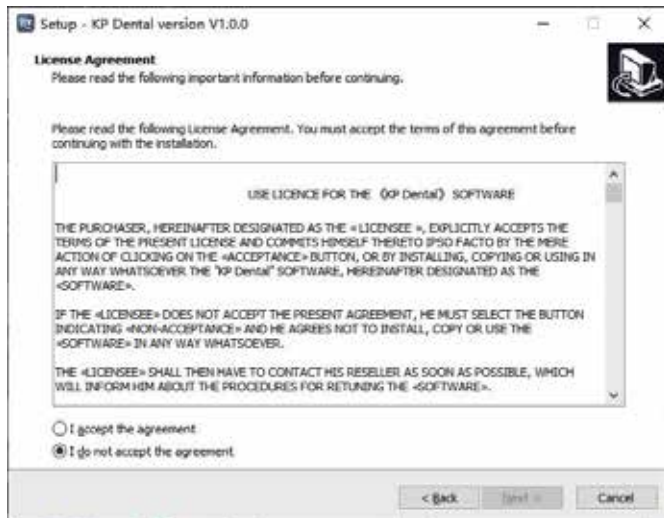 Setup - KP Dental version V1.0.0
License Agreement
Please read the following important information before continuing.
Please read the following License Agreement. You must accept the terms of this agreement before
continuing with the installation.
USE LICENCE FOR THE 《KP Dental》 SOFTWARE
THE PURCHASER, HEREINAFTER DESIGNATED AS THE «LICENSEE », EXPLICITLY ACCEPTS THE
TERMS OF THE PRESENT LICENSE AND COMMITS HIMSELF THERETO IPSO FACTO BY THE MERE
ACTION OF CLICKING ON THE «ACCEPTANCE» BUTTON, OR BY INSTALLING, COPYING OR USING IN
ANY WAY WHATSOEVER THE "KP Dental" SOFTWARE, HEREINAFTER DESIGNATED AS THE
«SOFTWARE».
IF THE «LICENSEE» DOES NOT ACCEPT THE PRESENT AGREEMENT, HE MUST SELECT THE BUTTON
INDICATING «NON-ACCEPTANCE» AND HE AGREES NOT TO INSTALL, COPY OR USE THE
«SOFTWARE» IN ANY WAY WHATSOEVER.
THE «LICENSEE» SHALL THEN HAVE TO CONTACT HIS RESELLER AS SOON AS POSSIBLE, WHICH
WILL INFORM HIM ABOUT THE PROCEDURES FOR RETUNING THE «SOFTWARE».
I accept the agreement
I do not accept the agreement
< Back Next > Cancel